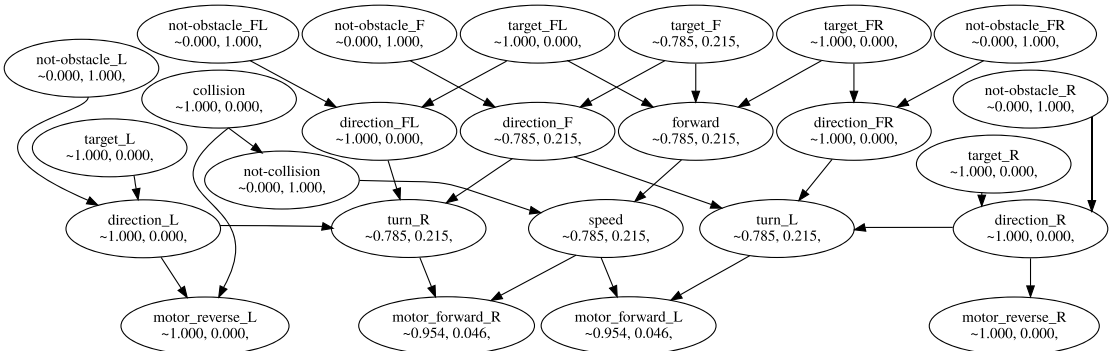 not-obstacle_FL
~0.000, 1.000,
not-obstacle_F
~0.000, 1.000,
target_FL
~1.000, 0.000,
target_F
~0.785, 0.215,
target_FR
~1.000, 0.000,
not-obstacle_FR
~0.000, 1.000,
not-obstacle_L
~0.000, 1.000,
collision
~1.000, 0.000,
not-obstacle_R
~0.000, 1.000,
direction_FL
~1.000, 0.000,
direction_F
~0.785, 0.215,
forward
~0.785, 0.215,
direction_FR
~1.000, 0.000,
target_L
~1.000, 0.000,
target_R
~1.000, 0.000,
not-collision
~0.000, 1.000,
direction_L
~1.000, 0.000,
turn_R
~0.785, 0.215,
speed
~0.785, 0.215,
turn_L
~0.785, 0.215,
direction_R
~1.000, 0.000,
motor_reverse_L
~1.000, 0.000,
motor_forward_R
~0.954, 0.046,
motor_forward_L
~0.954, 0.046,
motor_reverse_R
~1.000, 0.000,